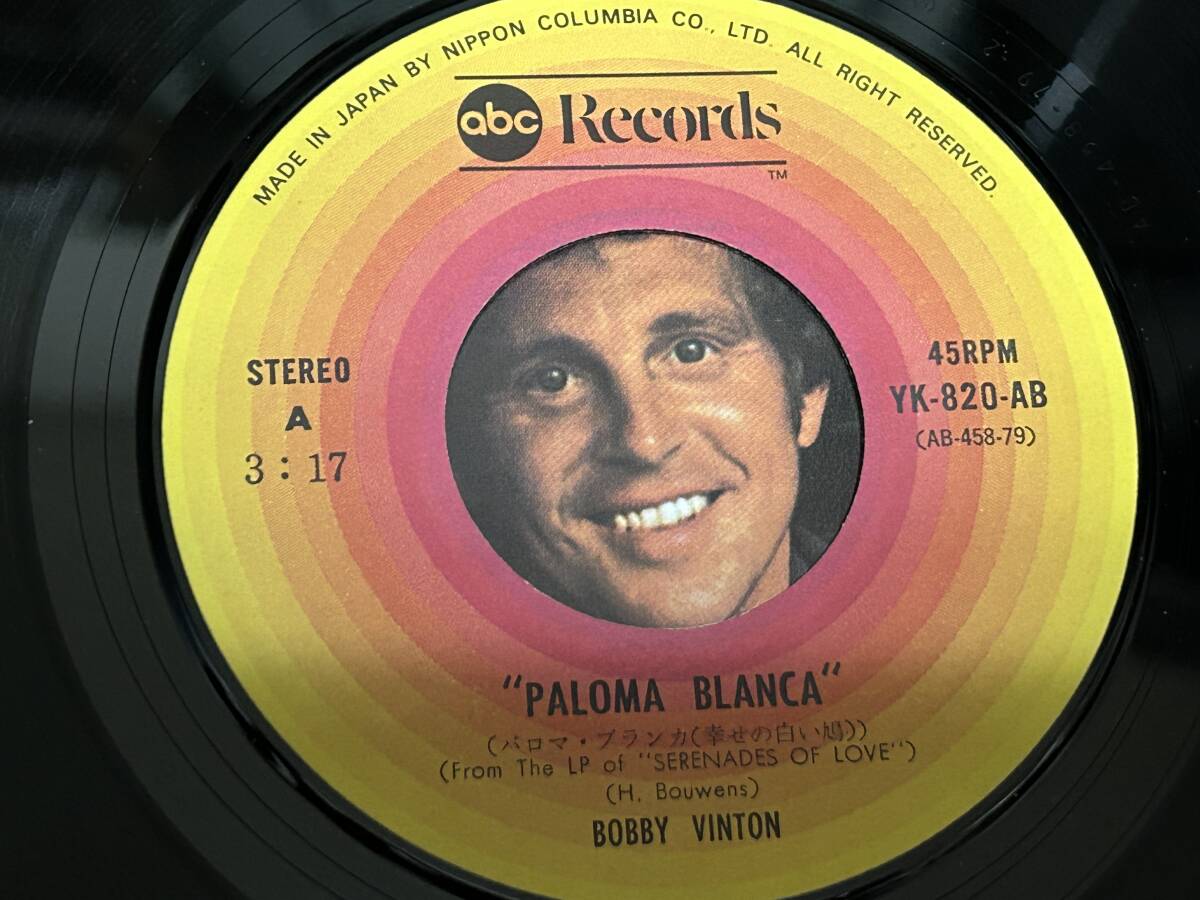 MADE IN JAPAN BY NIPPON COLUMBIA CO., LTD. ALL RIGHT RESERVED.
abc Records
TM
STEREO
A
3:17
45RPM
YK-820-AB
(AB-458-79)
"PALOMA BLANCA"
(パロマ・ブランカ(幸せの白い鳩))
(From The LP of "SERENADES OF LOVE")
(H. Bouwens)
BOBBY VINTON